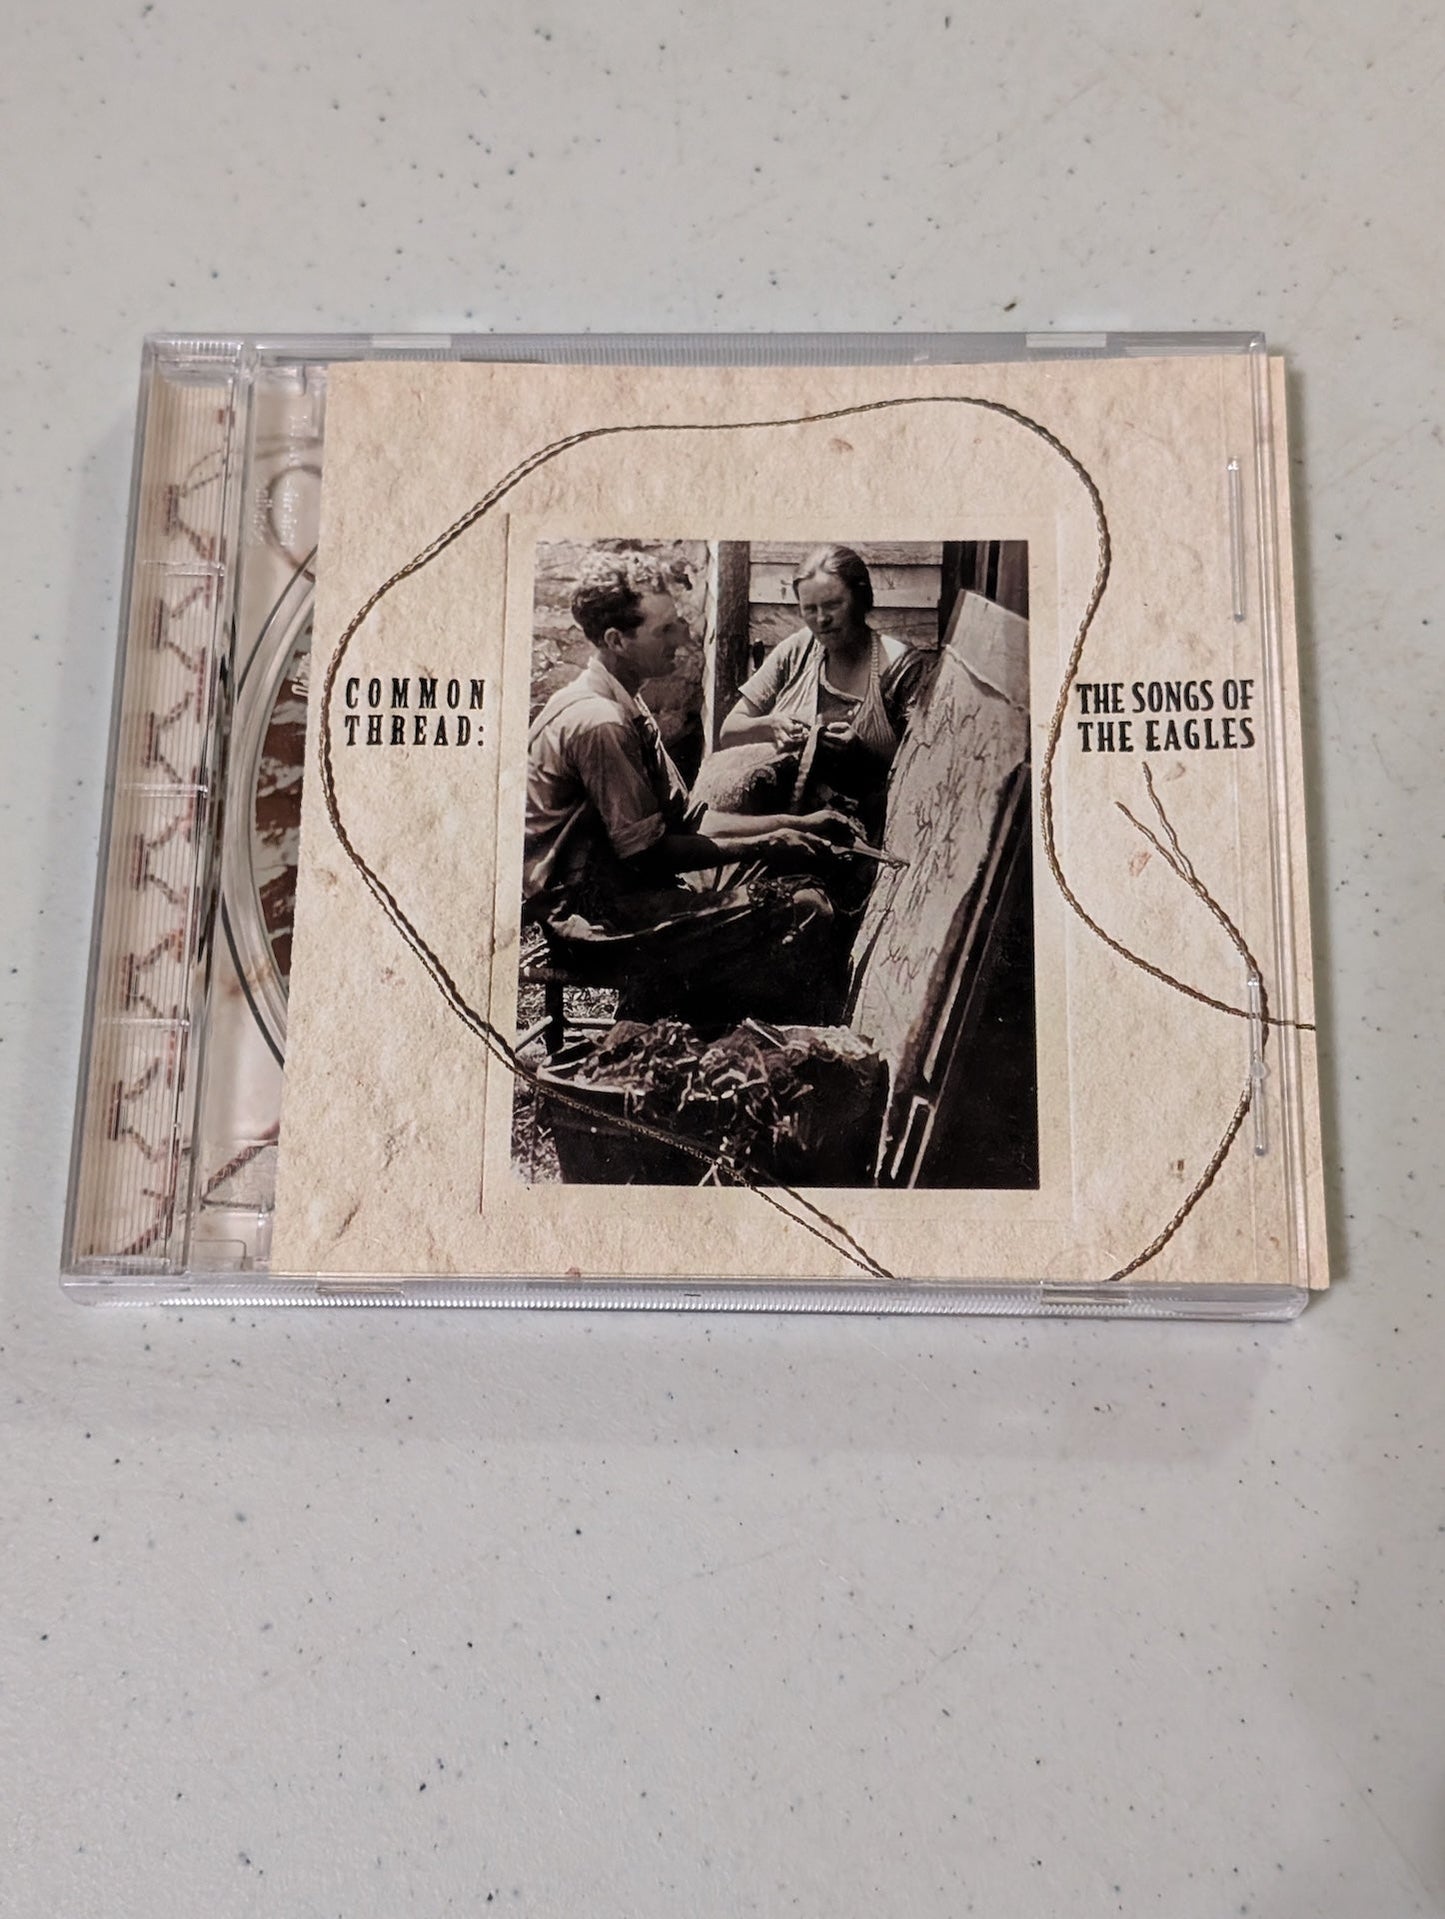 COMMON
THREAD:
THE SONGS OF
THE EAGLES